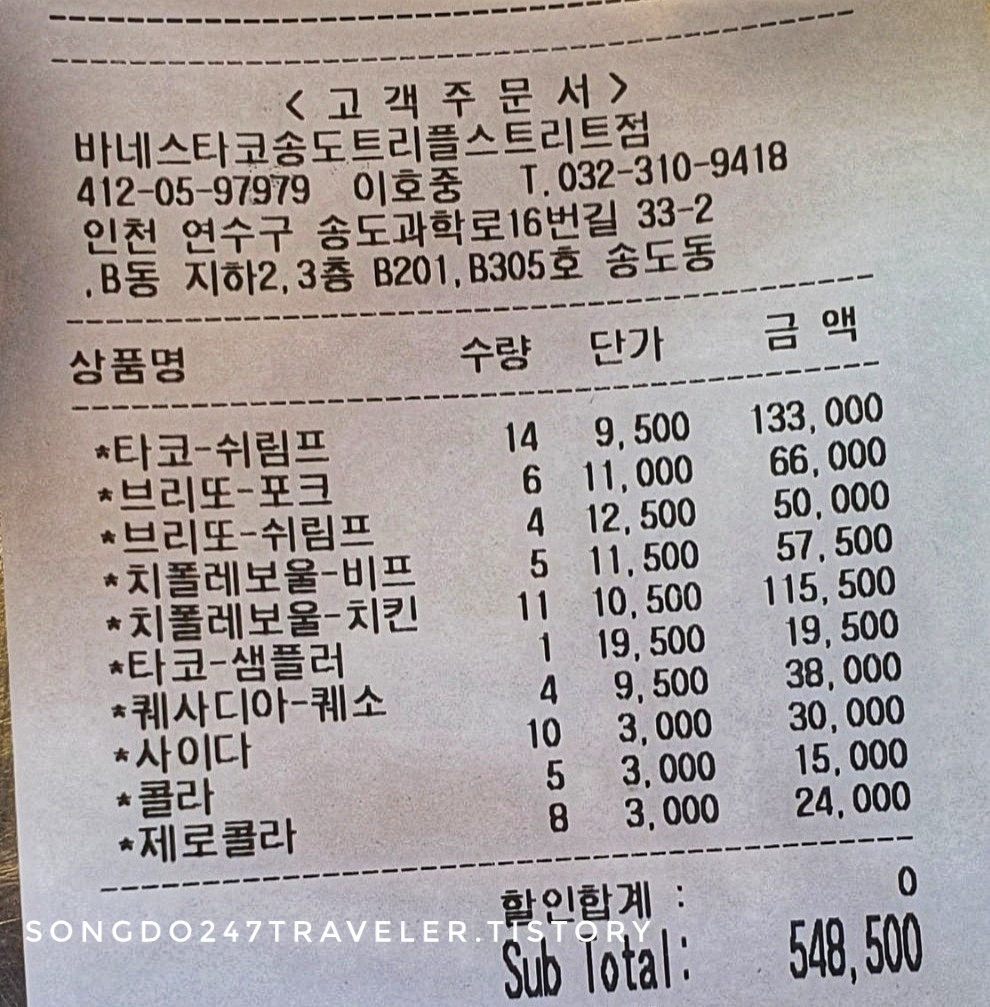 < 고 객 주 문 서 >
바네스타코송도트리플스트리트점
412-05-97979 이호중 T.032-310-9418
인천 연수구 송도과학로16번길 33-2
,B동 지하2,3층 B201,B305호 송도동
상품명 수량 단가 금 액
*타코-쉬림프 14 9,500 133,000
*브리또-포크 6 11,000 66,000
*브리또-쉬림프 4 12,500 50,000
*치폴레보울-비프 5 11,500 57,500
*치폴레보울-치킨 11 10,500 115,500
*타코-샘플러 1 19,500 19,500
*퀘사디아-퀘소 4 9,500 38,000
*사이다 10 3,000 30,000
*콜라 5 3,000 15,000
*제로콜라 8 3,000 24,000
할인합계 : 0
SONGDO247TRAVELER.TISTORY
Sub Total: 548,500